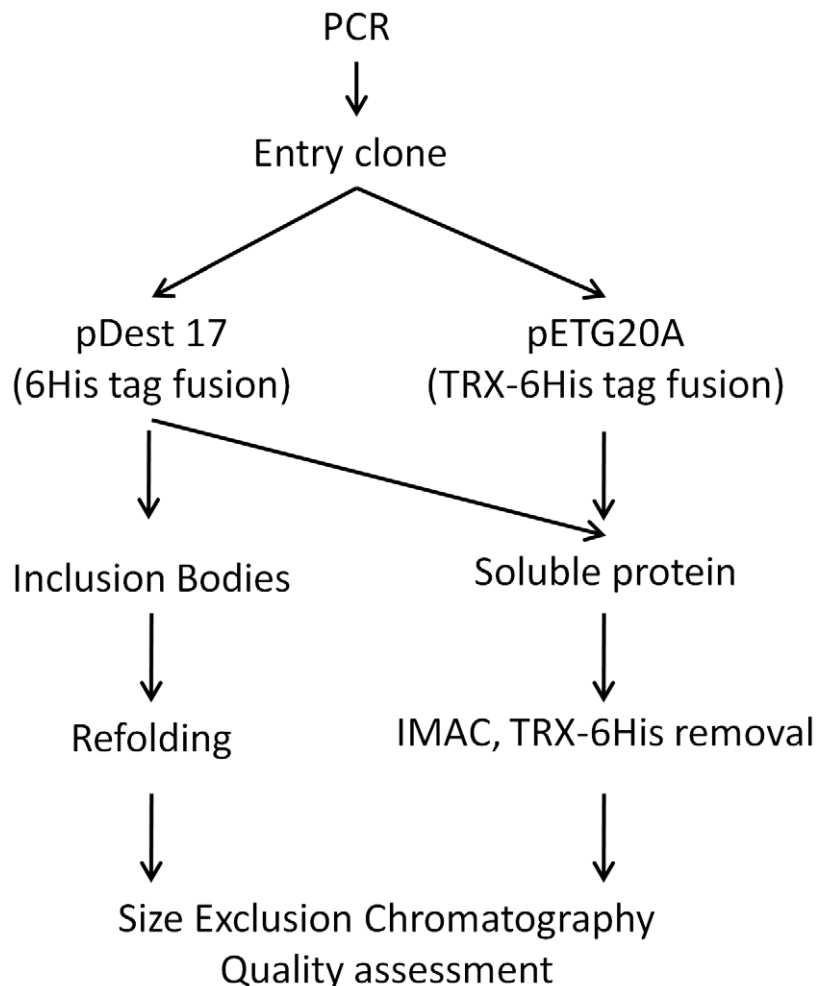 PCR
Entry clone
pDest 17
(6His tag fusion)
pETG20A
(TRX-6His tag fusion)
Inclusion Bodies
Soluble protein
Refolding
IMAC, TRX-6His removal
Size Exclusion Chromatography
Quality assessment